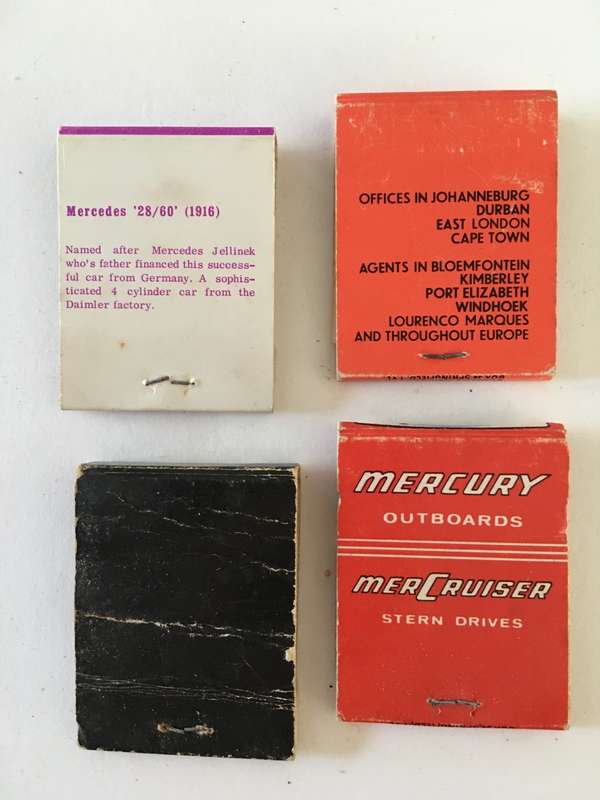 Mercedes '28/60' (1916)
Named after Mercedes Jellinek
who's father financed this success-
ful car from Germany. A sophis-
ticated 4 cylinder car from the
Daimler factory.
OFFICES IN JOHANNEBURG
DURBAN
EAST LONDON
CAPE TOWN
AGENTS IN BLOEMFONTEIN
KIMBERLEY
PORT ELIZABETH
WINDHOEK
LOURENCO MARQUES
AND THROUGHOUT EUROPE
MERCURY
OUTBOARDS
MERCRUISER
STERN DRIVES